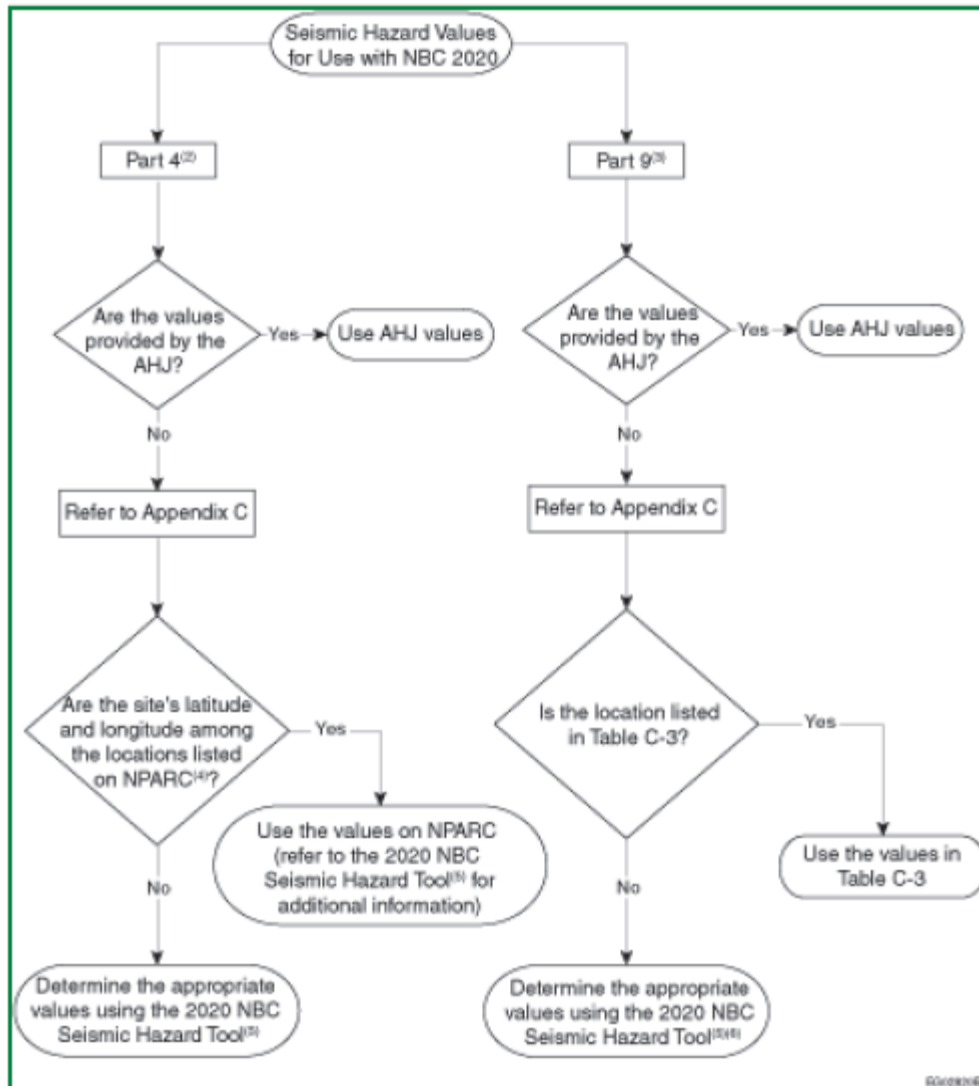 Seismic Hazard Values
for Use with NBC 2020
Part 4(2)
Part 9(3)
Are the values
provided by the
AHJ?
Yes
Use AHJ values
Are the values
provided by the
AHJ?
Yes
Use AHJ values
No
No
Refer to Appendix C
Refer to Appendix C
Are the site's latitude
and longitude among
the locations listed
on NPARC(4)?
Yes
Is the location listed
in Table C-3?
Yes
Use the values on NPARC
(refer to the 2020 NBC
Seismic Hazard Tool(5) for
additional information)
Use the values in
Table C-3
No
No
Determine the appropriate
values using the 2020 NBC
Seismic Hazard Tool(5)
Determine the appropriate
values using the 2020 NBC
Seismic Hazard Tool(5)(6)